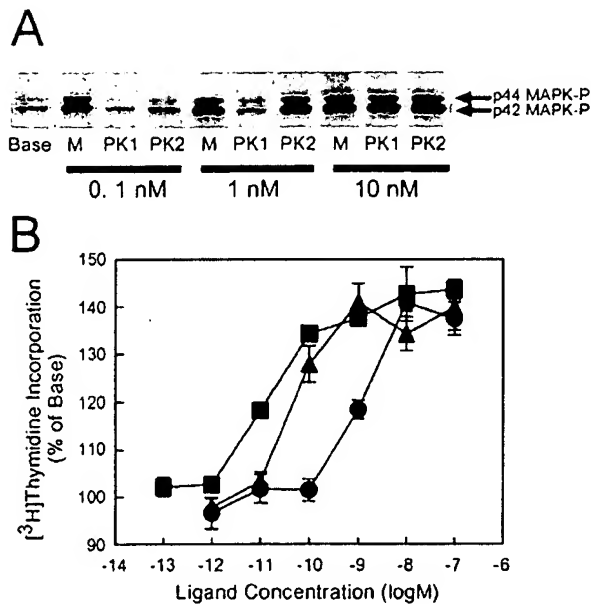 A
p44 MAPK-P
p42 MAPK-P
Base M PK1 PK2 M PK1 PK2 M PK1 PK2
0.1 nM 1 nM 10 nM
B
[3H]Thymidine Incorporation
(% of Base)
150
140
130
120
110
100
90
-14 -13 -12 -11 -10 -9 -8 -7 -6
Ligand Concentration (logM)